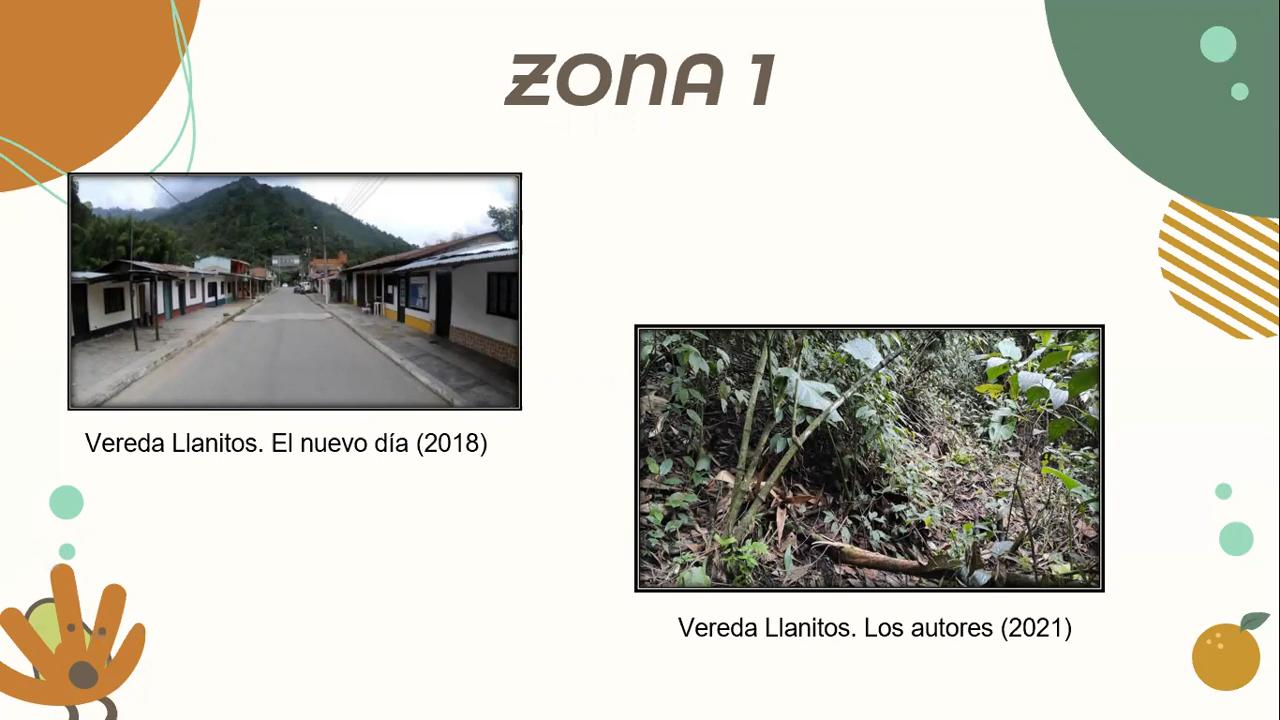 ZONA 1
Vereda Llanitos. El nuevo día (2018)
Vereda Llanitos. Los autores (2021)